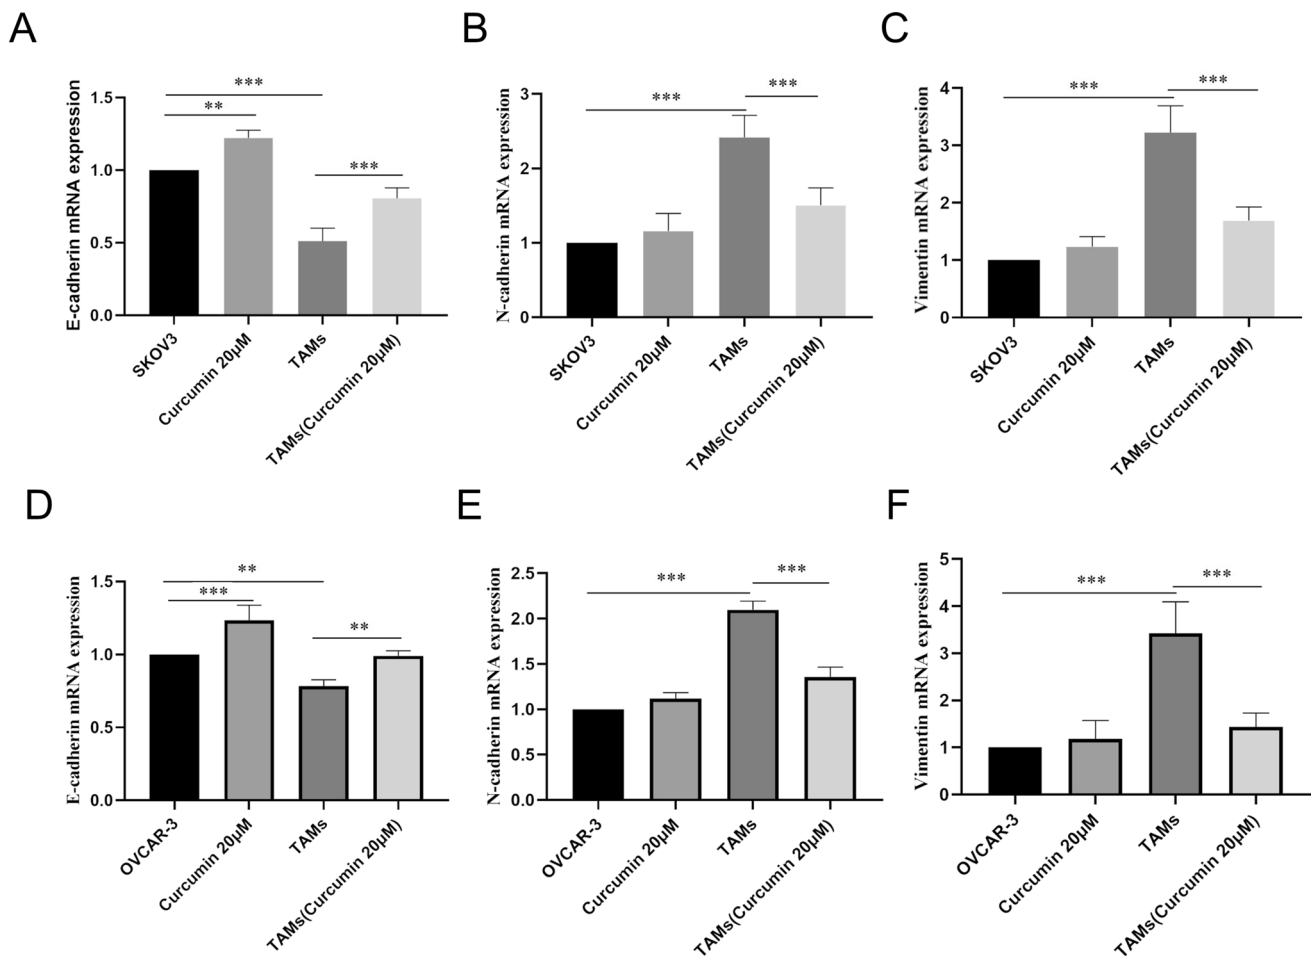 A
E-cadherin mRNA expression
1.5
1.0
0.5
0.0
***
**
***
SKOV3
Curcumin 20μM
TAMs
TAMs(Curcumin 20μM)
B
N-cadherin mRNA expression
3
2
1
0
***
***
SKOV3
Curcumin 20μM
TAMs
TAMs(Curcumin 20μM)
C
Vimentin mRNA expression
4
3
2
1
0
***
***
SKOV3
Curcumin 20μM
TAMs
TAMs(Curcumin 20μM)
D
E-cadherin mRNA expression
1.5
1.0
0.5
0.0
**
***
**
OVCAR-3
Curcumin 20μM
TAMs
TAMs(Curcumin 20μM)
E
N-cadherin mRNA expression
2.5
2.0
1.5
1.0
0.5
0.0
***
***
OVCAR-3
Curcumin 20μM
TAMs
TAMs(Curcumin 20μM)
F
Vimentin mRNA expression
5
4
3
2
1
0
***
***
OVCAR-3
Curcumin 20μM
TAMs
TAMs(Curcumin 20μM)